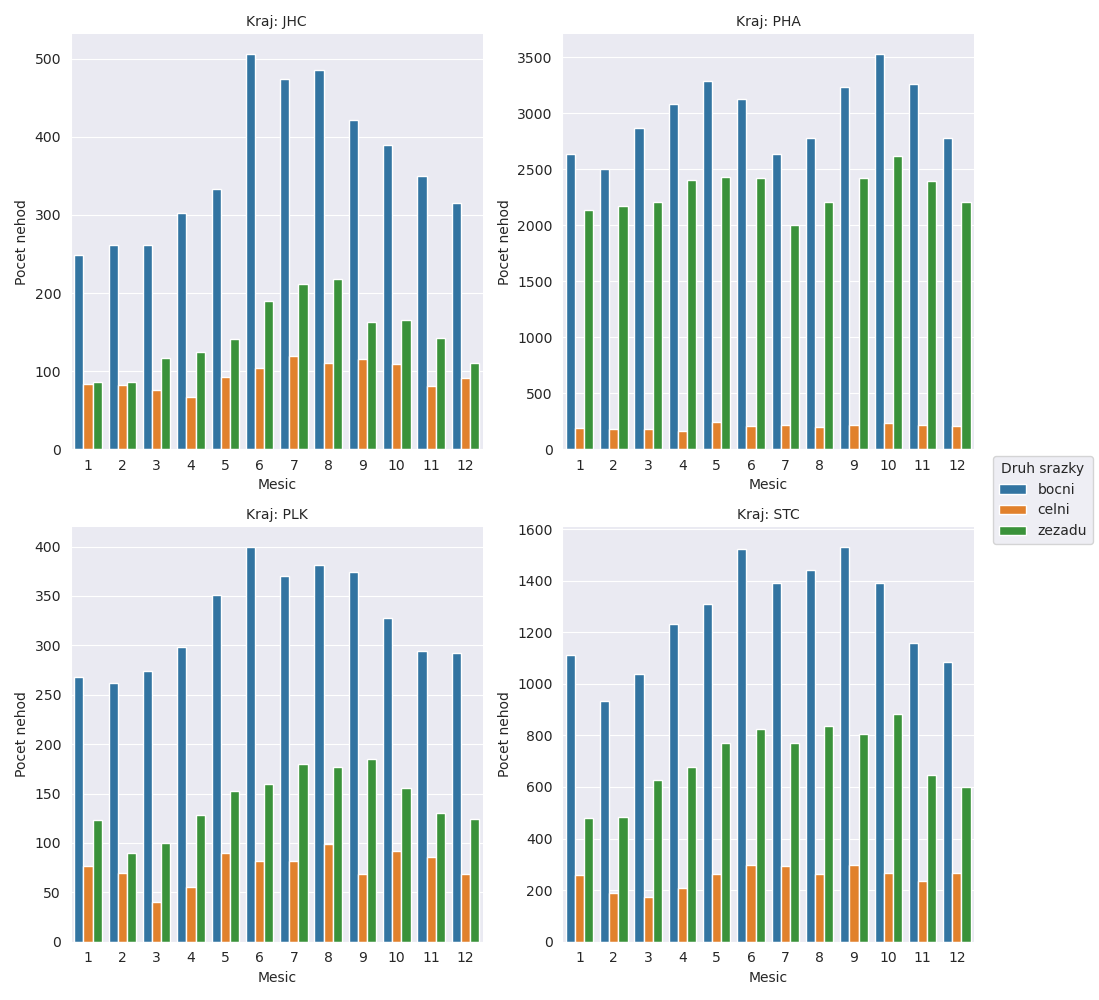 Kraj: JHC
Pocet nehod
500
400
300
200
100
0
1 2 3 4 5 6 7 8 9 10 11 12
Mesic
Kraj: PHA
Pocet nehod
3500
3000
2500
2000
1500
1000
500
0
1 2 3 4 5 6 7 8 9 10 11 12
Mesic
Kraj: PLK
Pocet nehod
400
350
300
250
200
150
100
50
0
1 2 3 4 5 6 7 8 9 10 11 12
Mesic
Kraj: STC
Pocet nehod
1600
1400
1200
1000
800
600
400
200
0
1 2 3 4 5 6 7 8 9 10 11 12
Mesic
Druh srazky
bocni
celni
zezadu